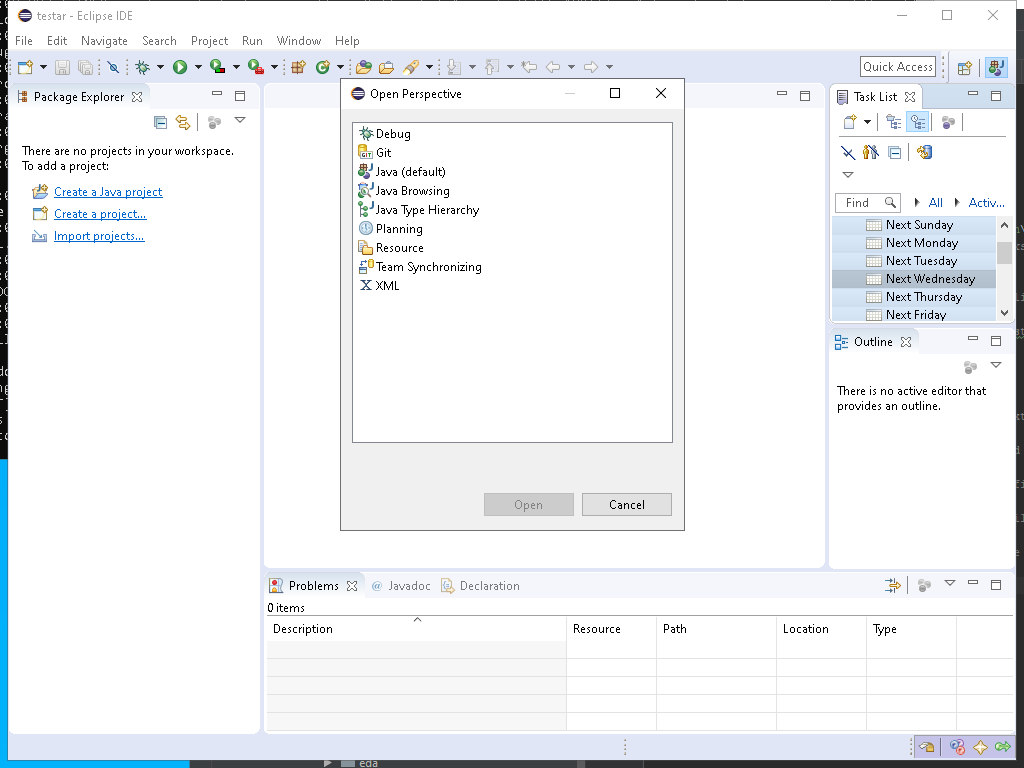 testar - Eclipse IDE
File Edit Navigate Search Project Run Window Help
Quick Access
Package Explorer
There are no projects in your workspace.
To add a project:
Create a Java project
Create a project...
Import projects...
Open Perspective
Debug
GIT
Git
Java (default)
Java Browsing
Java Type Hierarchy
Planning
Resource
Team Synchronizing
X XML
Open Cancel
Task List
Find All Activ...
Next Sunday
Next Monday
Next Tuesday
Next Wednesday
Next Thursday
Next Friday
Outline
There is no active editor that
provides an outline.
Problems @ Javadoc Declaration
0 items
Description Resource Path Location Type
eda